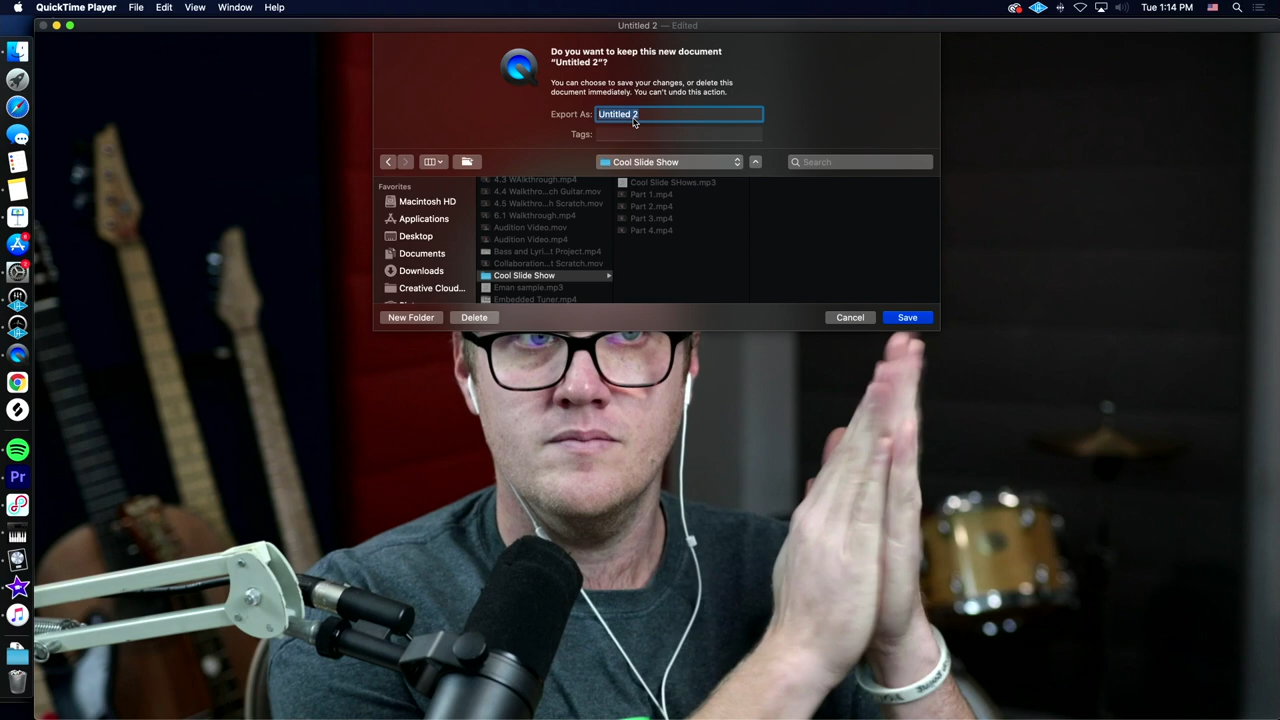 QuickTime Player File Edit View Window Help
Tue 1:14 PM
Untitled 2 — Edited
Do you want to keep this new document
“Untitled 2”?
You can choose to save your changes, or delete this
document immediately. You can't undo this action.
Export As: Untitled 2
Tags:
Cool Slide Show
Search
Favorites
Macintosh HD
Applications
Desktop
Documents
Downloads
Creative Cloud...
4.3 WAlkthrough.mp4
4.4 Walkthro...ch Guitar.mov
4.5 Walkthro...h Scratch.mov
6.1 WAlkthrough.mp4
Audition Video.mov
Audition Video.mp4
Bass and Lyri...t Project.mp4
Collaboration...t Scratch.mov
Cool Slide Show
Eman sample.mp3
Embedded Tuner.mp4
Cool Slide SHows.mp3
Part 1.mp4
Part 2.mp4
Part 3.mp4
Part 4.mp4
New Folder
Delete
Cancel
Save
Pr